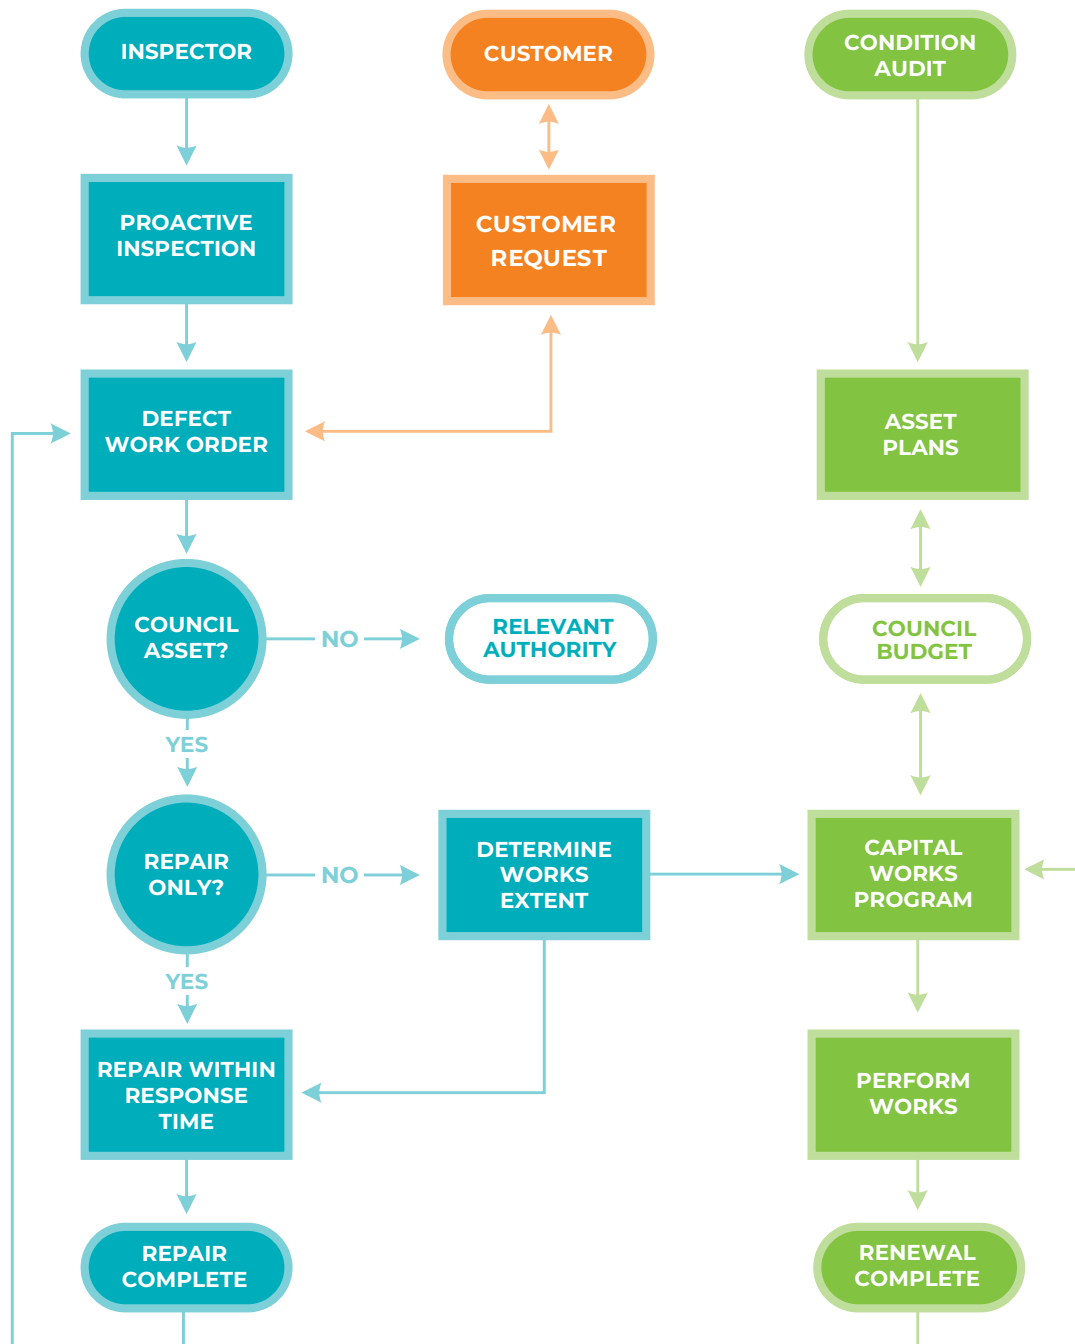 INSPECTOR
CUSTOMER
CONDITION
AUDIT
PROACTIVE
INSPECTION
CUSTOMER
REQUEST
DEFECT
WORK ORDER
ASSET
PLANS
COUNCIL
ASSET?
NO
RELEVANT
AUTHORITY
COUNCIL
BUDGET
YES
REPAIR
ONLY?
NO
DETERMINE
WORKS
EXTENT
CAPITAL
WORKS
PROGRAM
YES
REPAIR WITHIN
RESPONSE
TIME
PERFORM
WORKS
REPAIR
COMPLETE
RENEWAL
COMPLETE